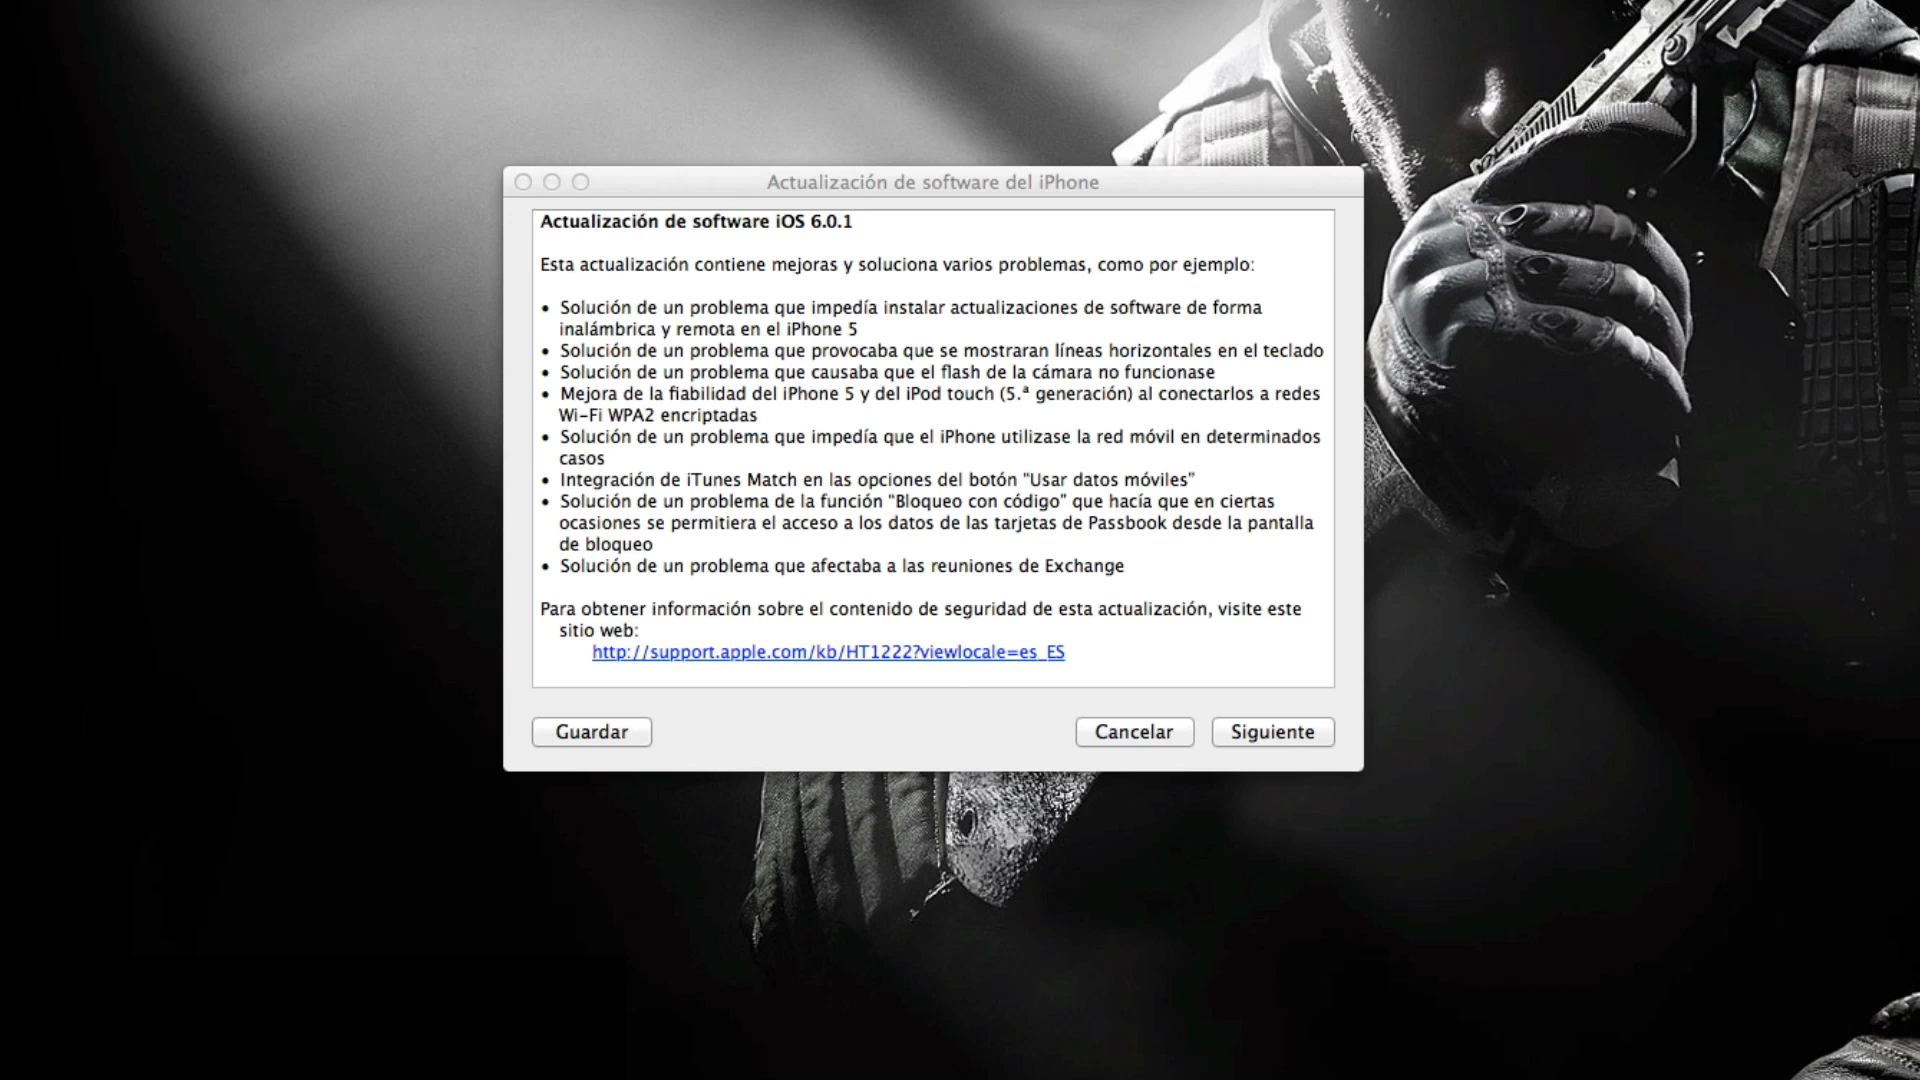 Actualización de software del iPhone
Actualización de software iOS 6.0.1
Esta actualización contiene mejoras y soluciona varios problemas, como por ejemplo:
• Solución de un problema que impedía instalar actualizaciones de software de forma
inalámbrica y remota en el iPhone 5
• Solución de un problema que provocaba que se mostraran líneas horizontales en el teclado
• Solución de un problema que causaba que el flash de la cámara no funcionase
• Mejora de la fiabilidad del iPhone 5 y del iPod touch (5.ª generación) al conectarlos a redes
Wi-Fi WPA2 encriptadas
• Solución de un problema que impedía que el iPhone utilizase la red móvil en determinados
casos
• Integración de iTunes Match en las opciones del botón "Usar datos móviles"
• Solución de un problema de la función "Bloqueo con código" que hacía que en ciertas
ocasiones se permitiera el acceso a los datos de las tarjetas de Passbook desde la pantalla
de bloqueo
• Solución de un problema que afectaba a las reuniones de Exchange
Para obtener información sobre el contenido de seguridad de esta actualización, visite este
sitio web:
http://support.apple.com/kb/HT1222?viewlocale=es_ES
Guardar
Cancelar
Siguiente